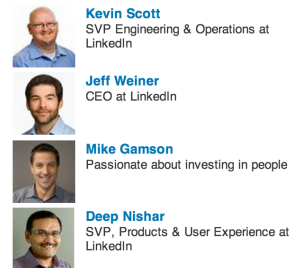 Kevin Scott
SVP Engineering & Operations at
LinkedIn
Jeff Weiner
CEO at LinkedIn
Mike Gamson
Passionate about investing in people
Deep Nishar
SVP, Products & User Experience at
LinkedIn